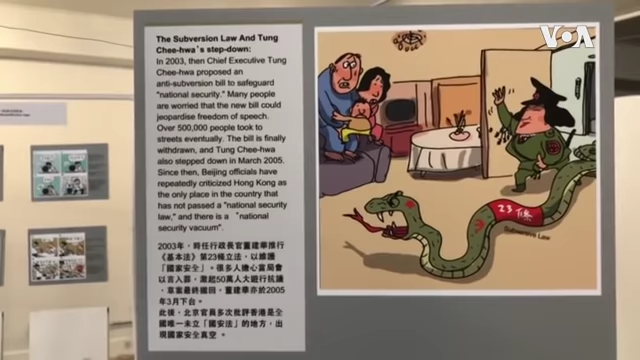 VOA
The Subversion Law And Tung
Chee-hwa's step-down:
In 2003, then Chief Executive Tung
Chee-hwa proposed an
anti-subversion bill to safeguard
"national security." Many people
are worried that the new bill could
jeopardise freedom of speech.
Over 500,000 people took to
streets eventually. The bill is finally
withdrawn, and Tung Chee-hwa
also stepped down in March 2005.
Since then, Beijing officials have
repeatedly criticized Hong Kong as
the only place in the country that
has not passed a "national security
law," and there is a "national
security vacuum".
2003年，時任行政長官董建華推行
《基本法》第23條立法，以維護
「國家安全」。很多人擔心當局會
以言入罪，激起50萬人大遊行抗議，
草案最終撤回，董建華亦於2005
年3月下台。
此後，北京官員多次批評香港是全
國唯一未立「國安法」的地方，出
現國家安全真空。
23條
Subversive Law